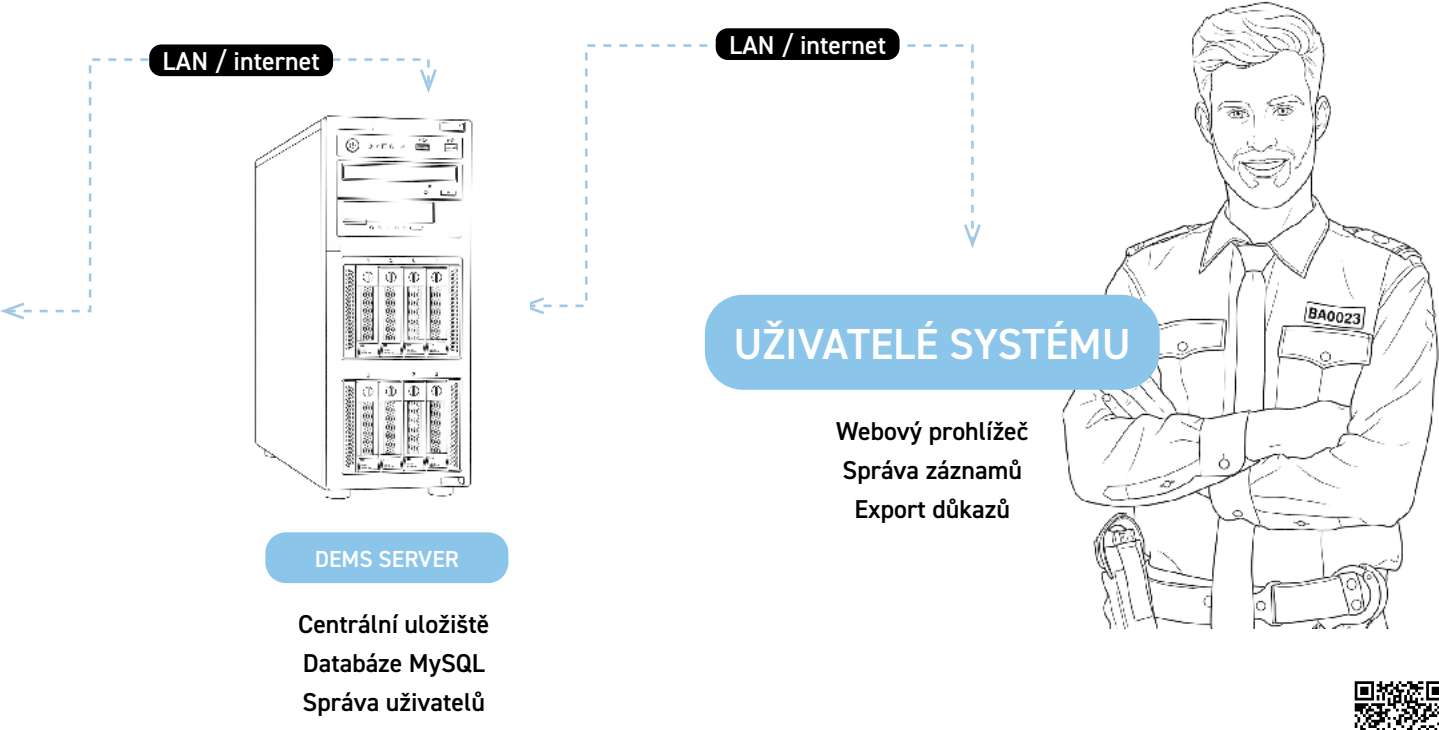 LAN / internet
LAN / internet
BA0023
UŽIVATELÉ SYSTÉMU
Webový prohlížeč
Správa záznamů
Export důkazů
DEMS SERVER
Centrální uložiště
Databáze MySQL
Správa uživatelů